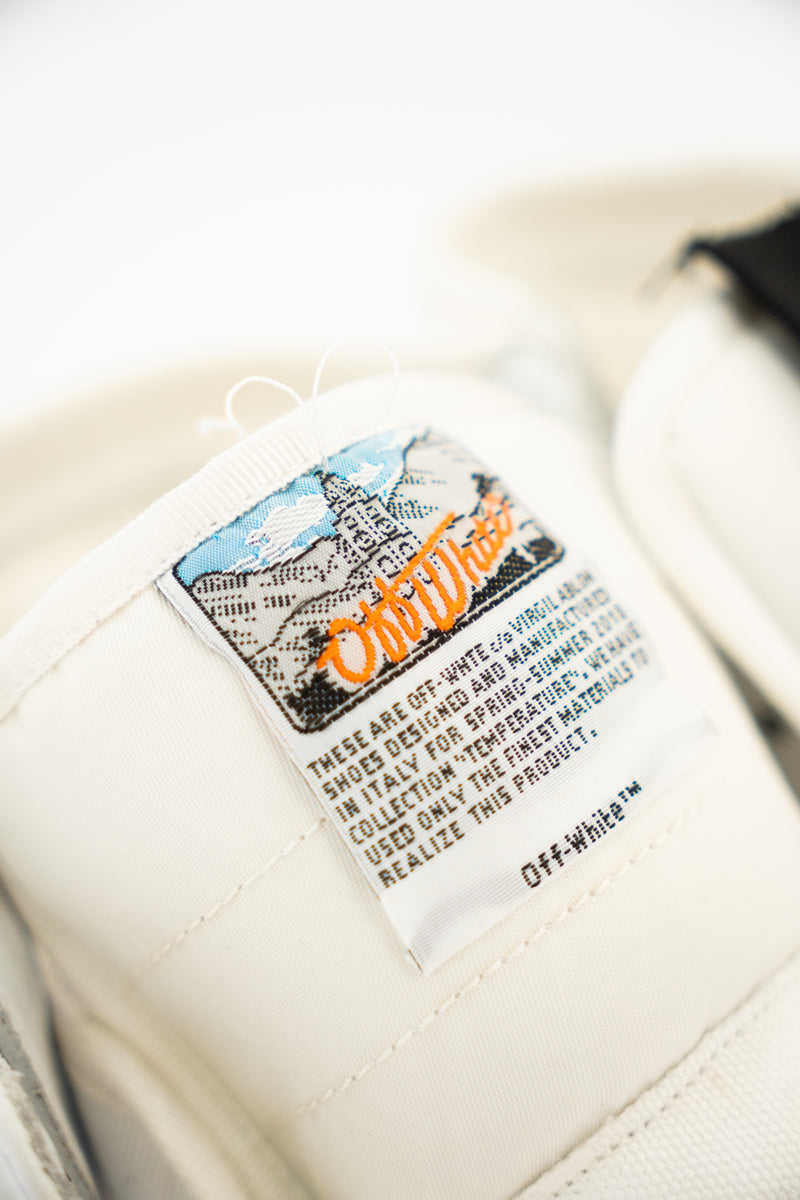 Off White
THESE ARE OFF-WHTE c/o VIRGIL ABLOH
SHOES DESIGNED AND MANUFACTURED
IN ITALY FOR SPRING-SUMMER 2018
COLLECTION "TEMPERATURE". WE HAVE
USED ONLY THE FINEST MATERIALS TO
REALIZE THIS PRODUCT.
Off-White™